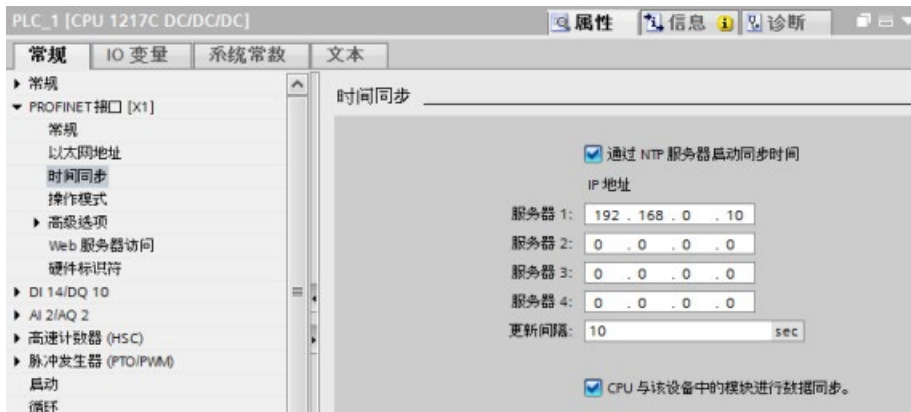 PLC_1 [CPU 1217C DC/DC/DC]
属性 信息 诊断
常规 IO 变量 系统常数 文本
常规
PROFINET接口 [X1]
常规
以太网地址
时间同步
操作模式
高级选项
Web 服务器访问
硬件标识符
DI 14/DQ 10
AI 2/AQ 2
高速计数器 (HSC)
脉冲发生器 (PTO/PWM)
启动
循环
时间同步
通过 NTP 服务器启动同步时间
IP 地址
服务器 1: 192 . 168 . 0 . 10
服务器 2: 0 . 0 . 0 . 0
服务器 3: 0 . 0 . 0 . 0
服务器 4: 0 . 0 . 0 . 0
更新间隔: 10 sec
CPU 与该设备中的模块进行数据同步。